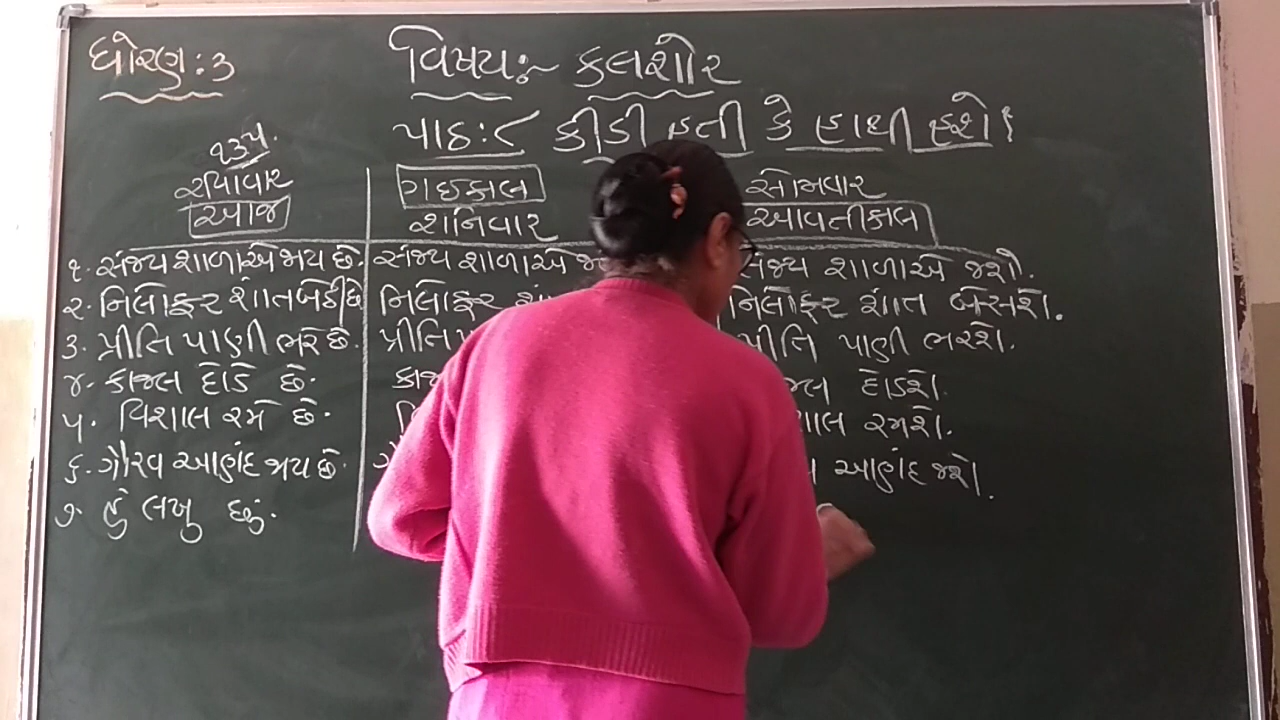 ધોરણ:૩ વિષય:- કલશોર
પાઠ:૮ કીડી હતી કે હાથી હશે!
રવિવાર ગઇકાલ સોમવાર
આજ શનિવાર આવતીકાલ
૧. સંજય શાળાએ જાય છે. સંજય શાળાએ સંજય શાળાએ જશે.
૨. નિલોફર શાંત બેઠી છે નિલોફર નિલોફર શાંત બેસશે.
૩. પ્રીતિ પાણી ભરે છે. પ્રીતિ પ્રીતિ પાણી ભરશે.
૪. કાજલ દોડે છે. દોડશે.
૫. વિશાલ રમે છે. રમશે.
૬. ગૌરવ આણંદ જાય છે. આણંદ જશે.
૭. હું લખુ છું.